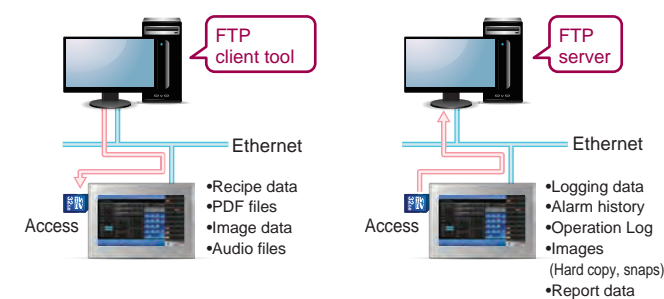 FTP
client tool
Ethernet
Access
•Recipe data
•PDF files
•Image data
•Audio files
FTP
server
Ethernet
Access
•Logging data
•Alarm history
•Operation Log
•Images
(Hard copy, snaps)
•Report data